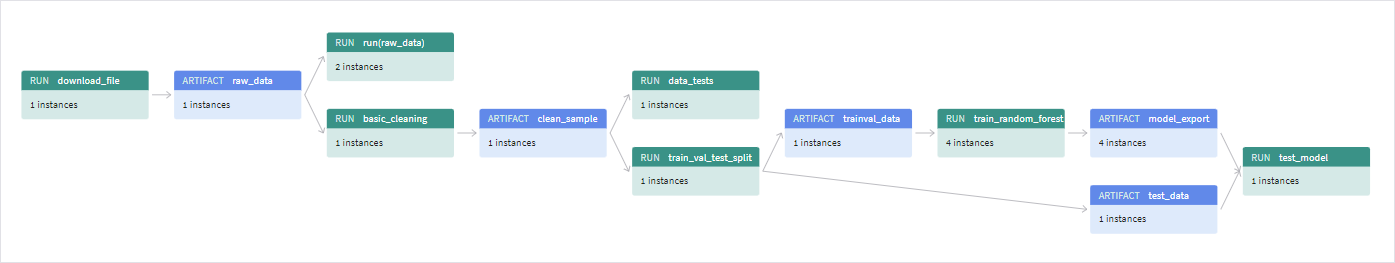 RUN download_file
1 instances
ARTIFACT raw_data
1 instances
RUN run(raw_data)
2 instances
RUN basic_cleaning
1 instances
ARTIFACT clean_sample
1 instances
RUN data_tests
1 instances
RUN train_val_test_split
1 instances
ARTIFACT trainval_data
1 instances
RUN train_random_forest
4 instances
ARTIFACT model_export
4 instances
ARTIFACT test_data
1 instances
RUN test_model
1 instances